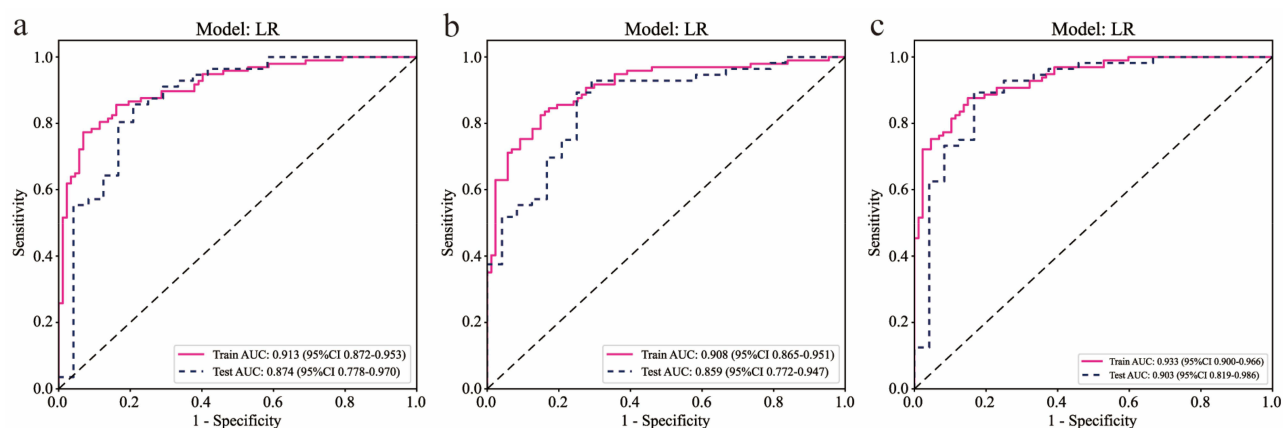 a
Model: LR
1.0
0.8
0.6
0.4
0.2
0.0
Sensitivity
Train AUC: 0.913 (95%CI 0.872-0.953)
Test AUC: 0.874 (95%CI 0.778-0.970)
0.0 0.2 0.4 0.6 0.8 1.0
1 - Specificity
b
Model: LR
1.0
0.8
0.6
0.4
0.2
0.0
Sensitivity
Train AUC: 0.908 (95%CI 0.865-0.951)
Test AUC: 0.859 (95%CI 0.772-0.947)
0.0 0.2 0.4 0.6 0.8 1.0
1 - Specificity
c
Model: LR
1.0
0.8
0.6
0.4
0.2
0.0
Sensitivity
Train AUC: 0.933 (95%CI 0.900-0.966)
Test AUC: 0.903 (95%CI 0.819-0.986)
0.0 0.2 0.4 0.6 0.8 1.0
1 - Specificity